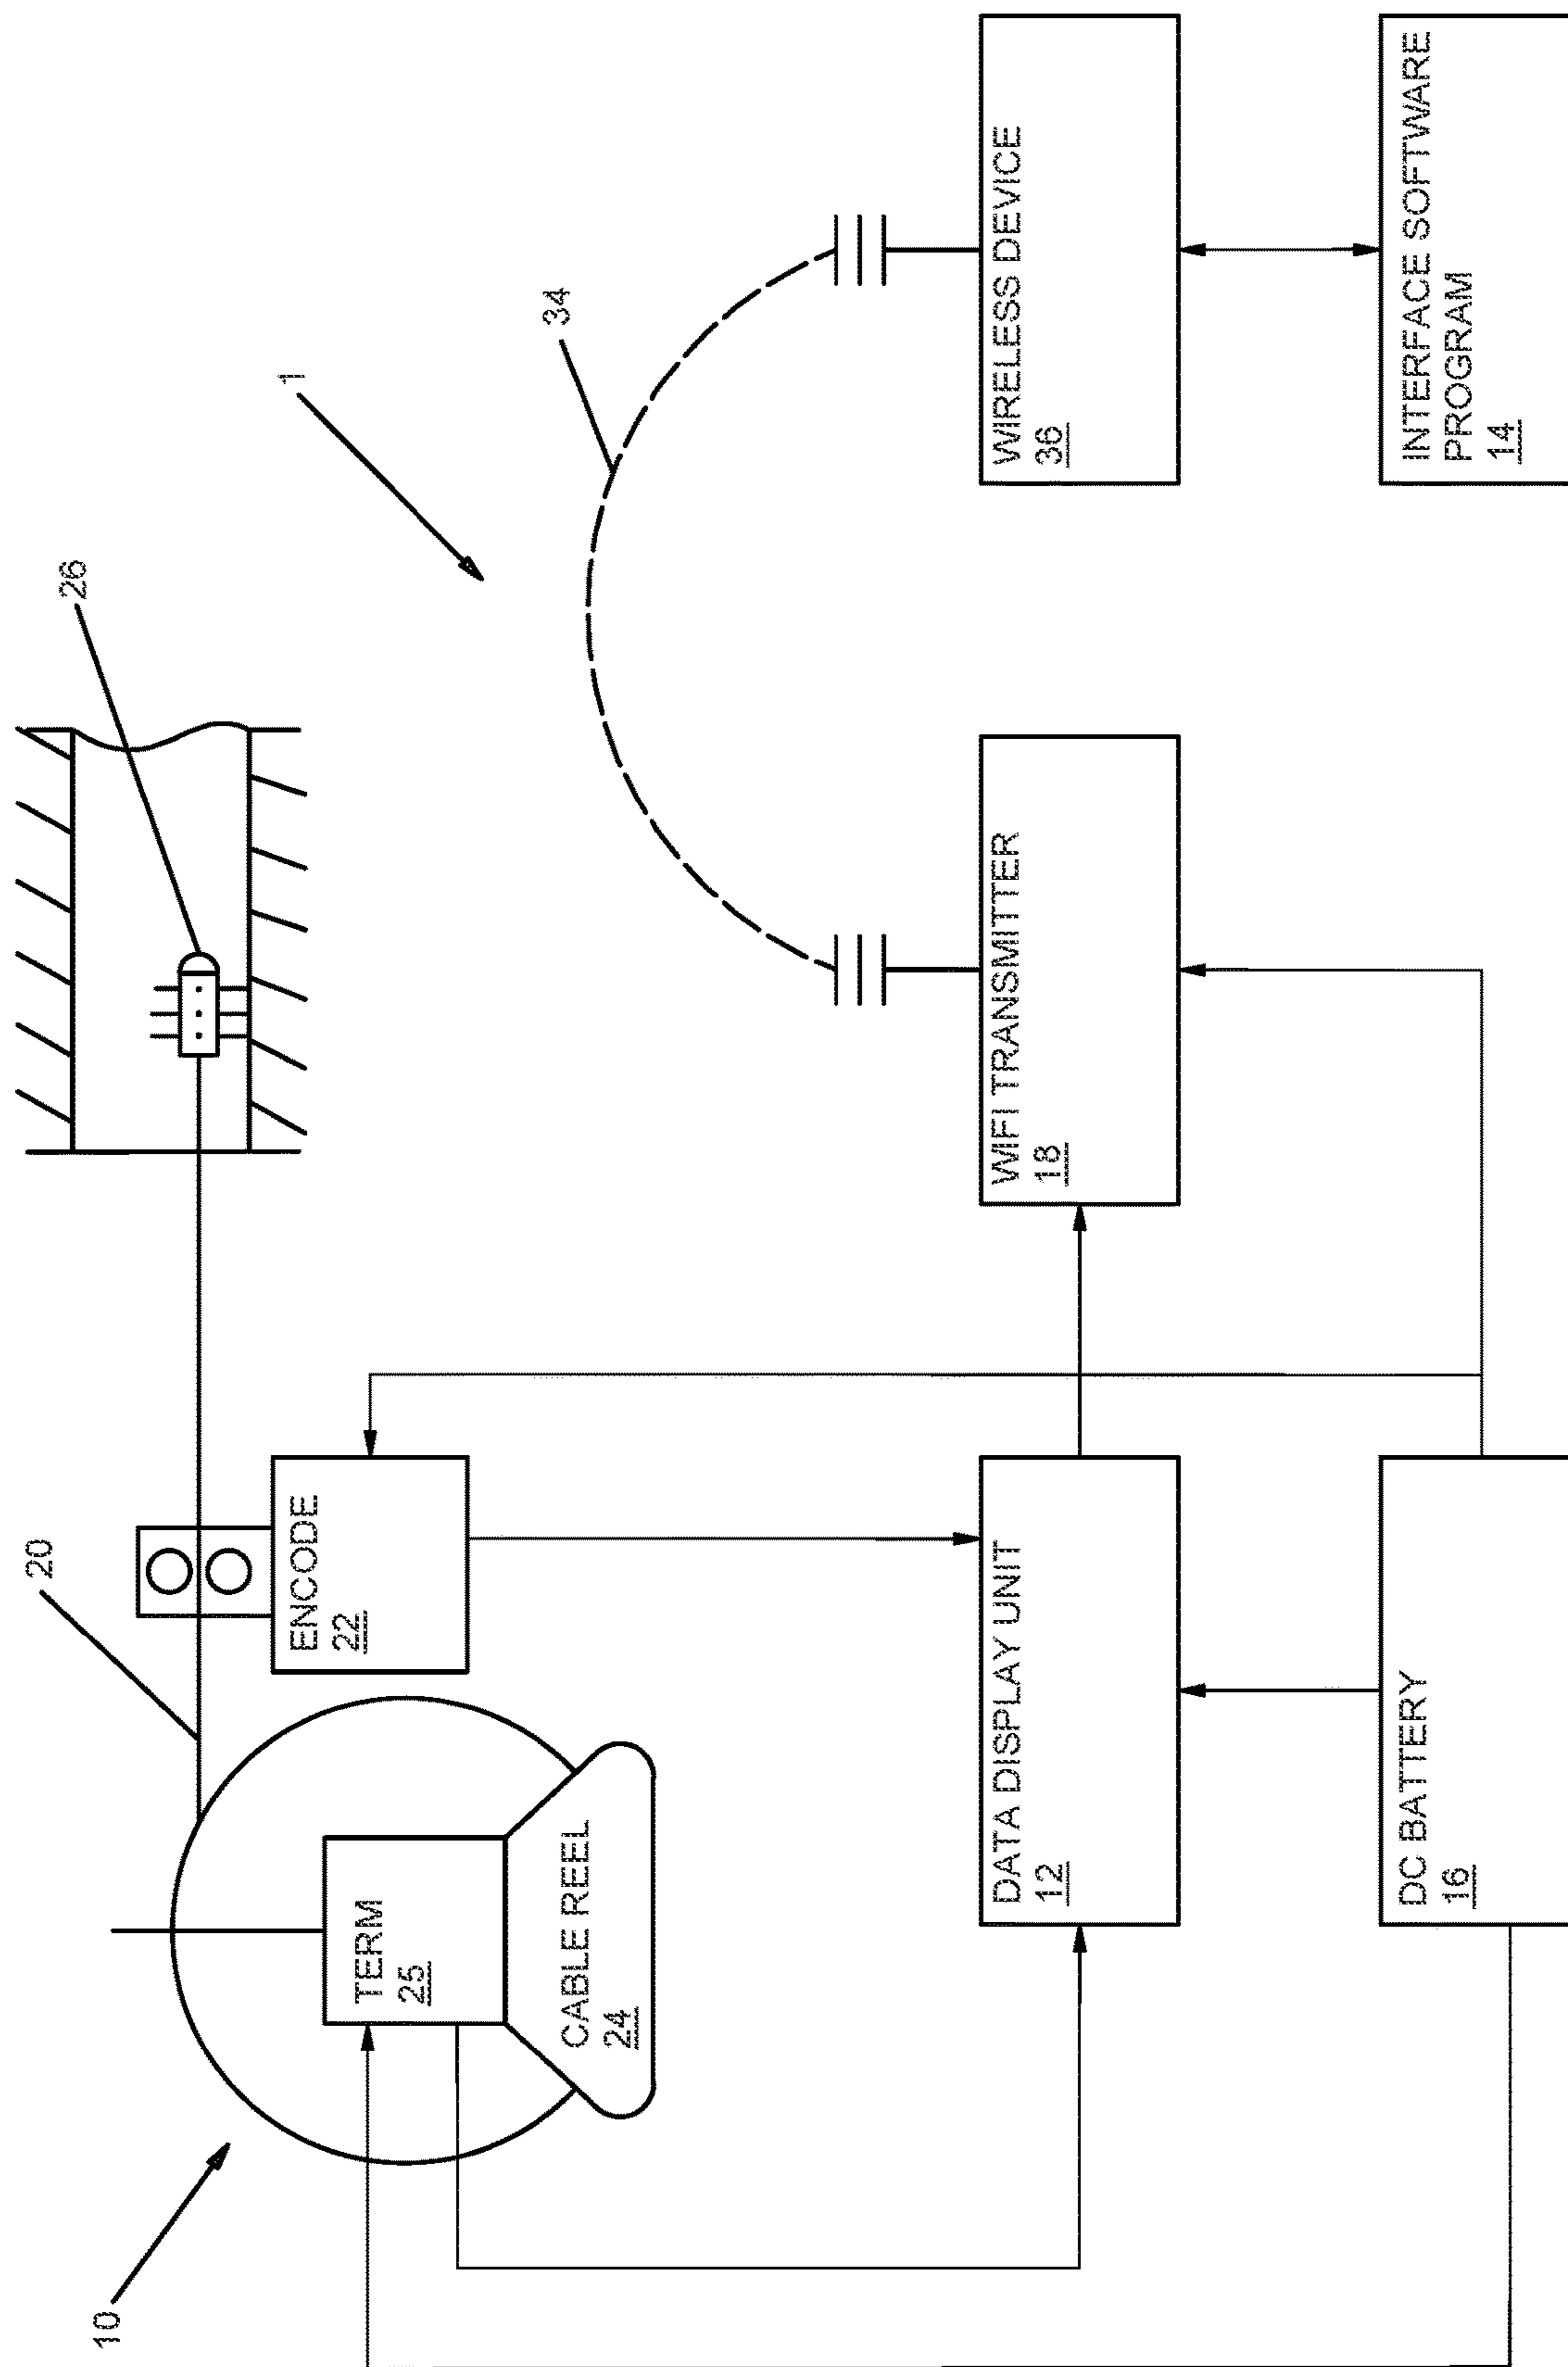 10
20
26
1
34
TERM
25
CABLE REEL
24
ENCODE
22
DATA DISPLAY UNIT
12
WIFI TRANSMITTER
18
WIRELESS DEVICE
36
DC BATTERY
16
INTERFACE SOFTWARE
PROGRAM
14